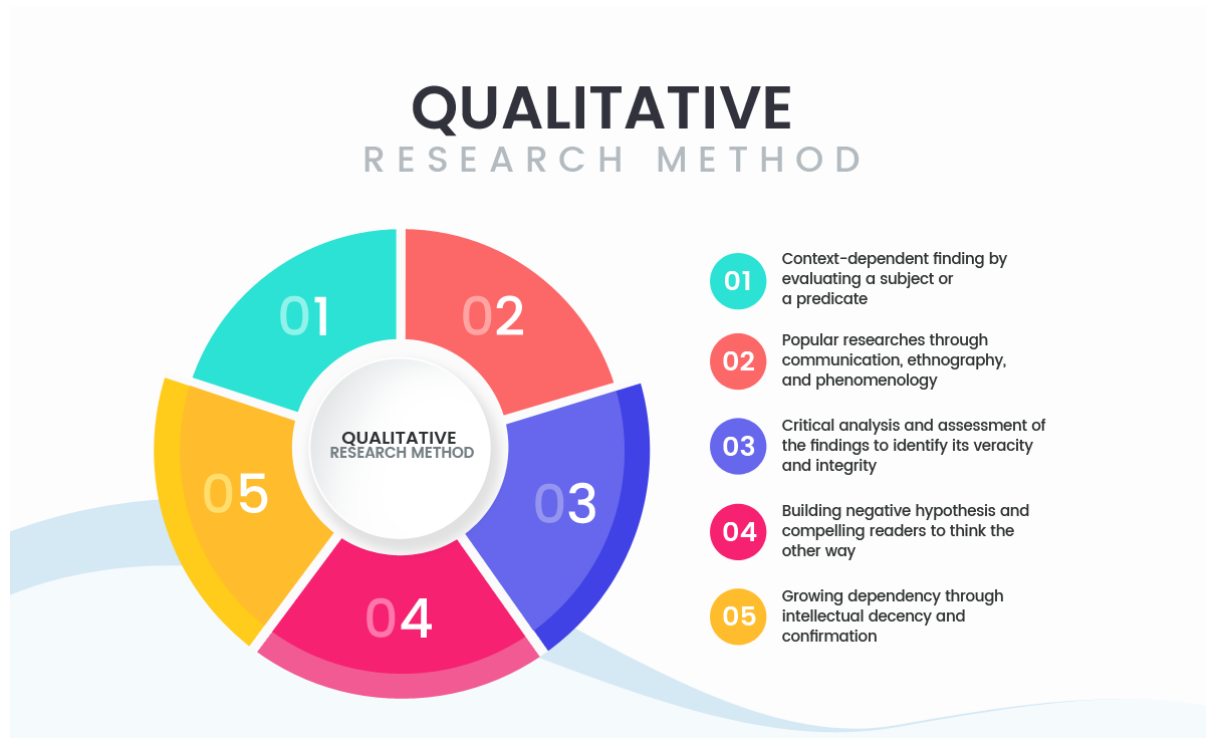 QUALITATIVE
RESEARCH METHOD
01
02
03
04
05
QUALITATIVE
RESEARCH METHOD
01
Context-dependent finding by
evaluating a subject or
a predicate
02
Popular researches through
communication, ethnography,
and phenomenology
03
Critical analysis and assessment of
the findings to identify its veracity
and integrity
04
Building negative hypothesis and
compelling readers to think the
other way
05
Growing dependency through
intellectual decency and
confirmation